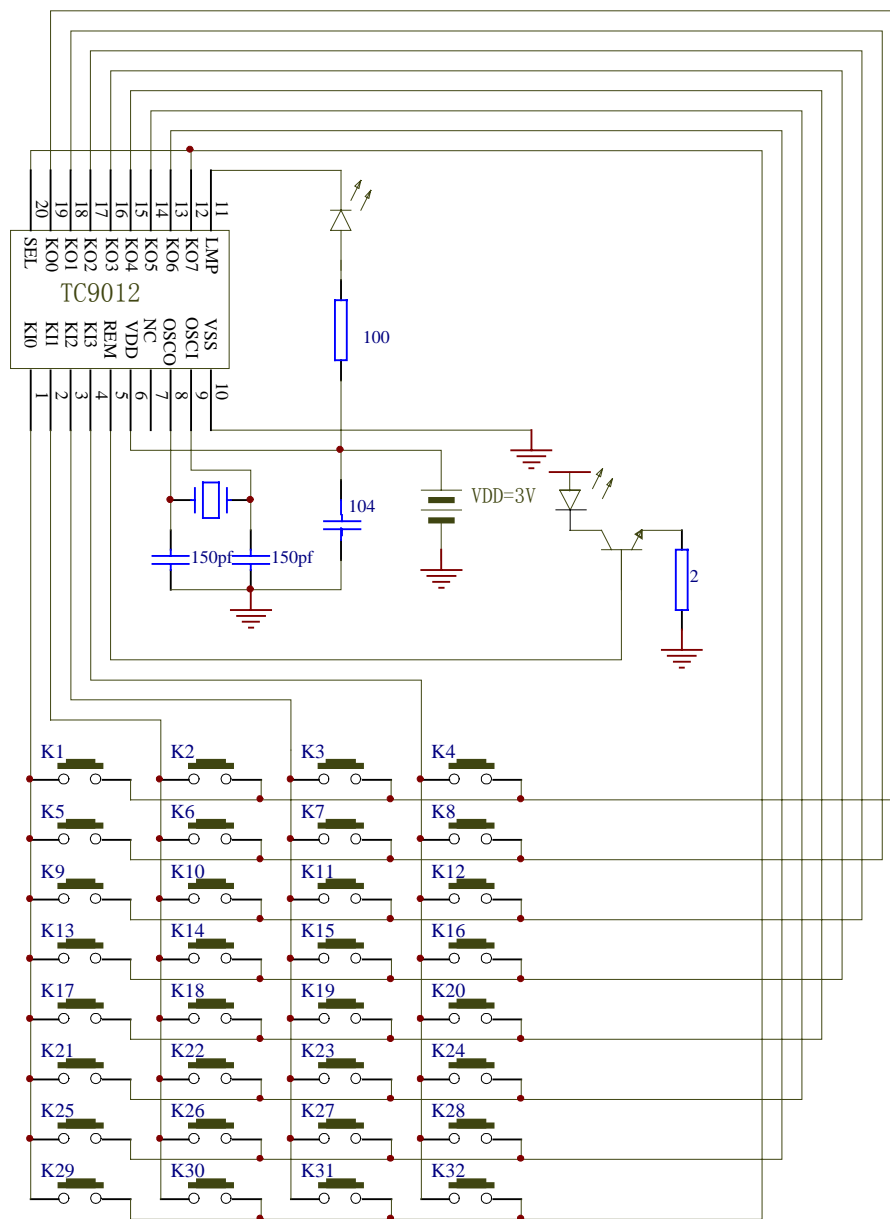 20 19 18 17 16 15 14 13 12 11
SEL KO0 KO1 KO2 KO3 KO4 KO5 KO6 KO7 LMP
TC9012
KI0 KI1 KI2 KI3 REM VDD NC OSCO OSCI VSS
1 2 3 4 5 6 7 8 9 10
100
104
VDD=3V
150pf 150pf
2
K1 K2 K3 K4
K5 K6 K7 K8
K9 K10 K11 K12
K13 K14 K15 K16
K17 K18 K19 K20
K21 K22 K23 K24
K25 K26 K27 K28
K29 K30 K31 K32